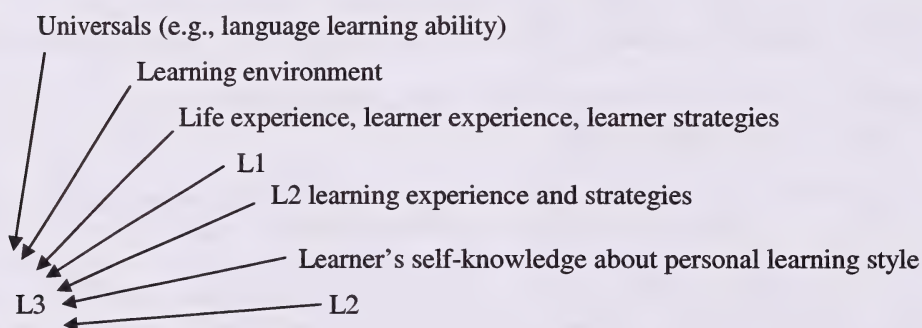 Universals (e.g., language learning ability)
Learning environment
Life experience, learner experience, learner strategies
L1
L2 learning experience and strategies
Learner's self-knowledge about personal learning style
L3 L2